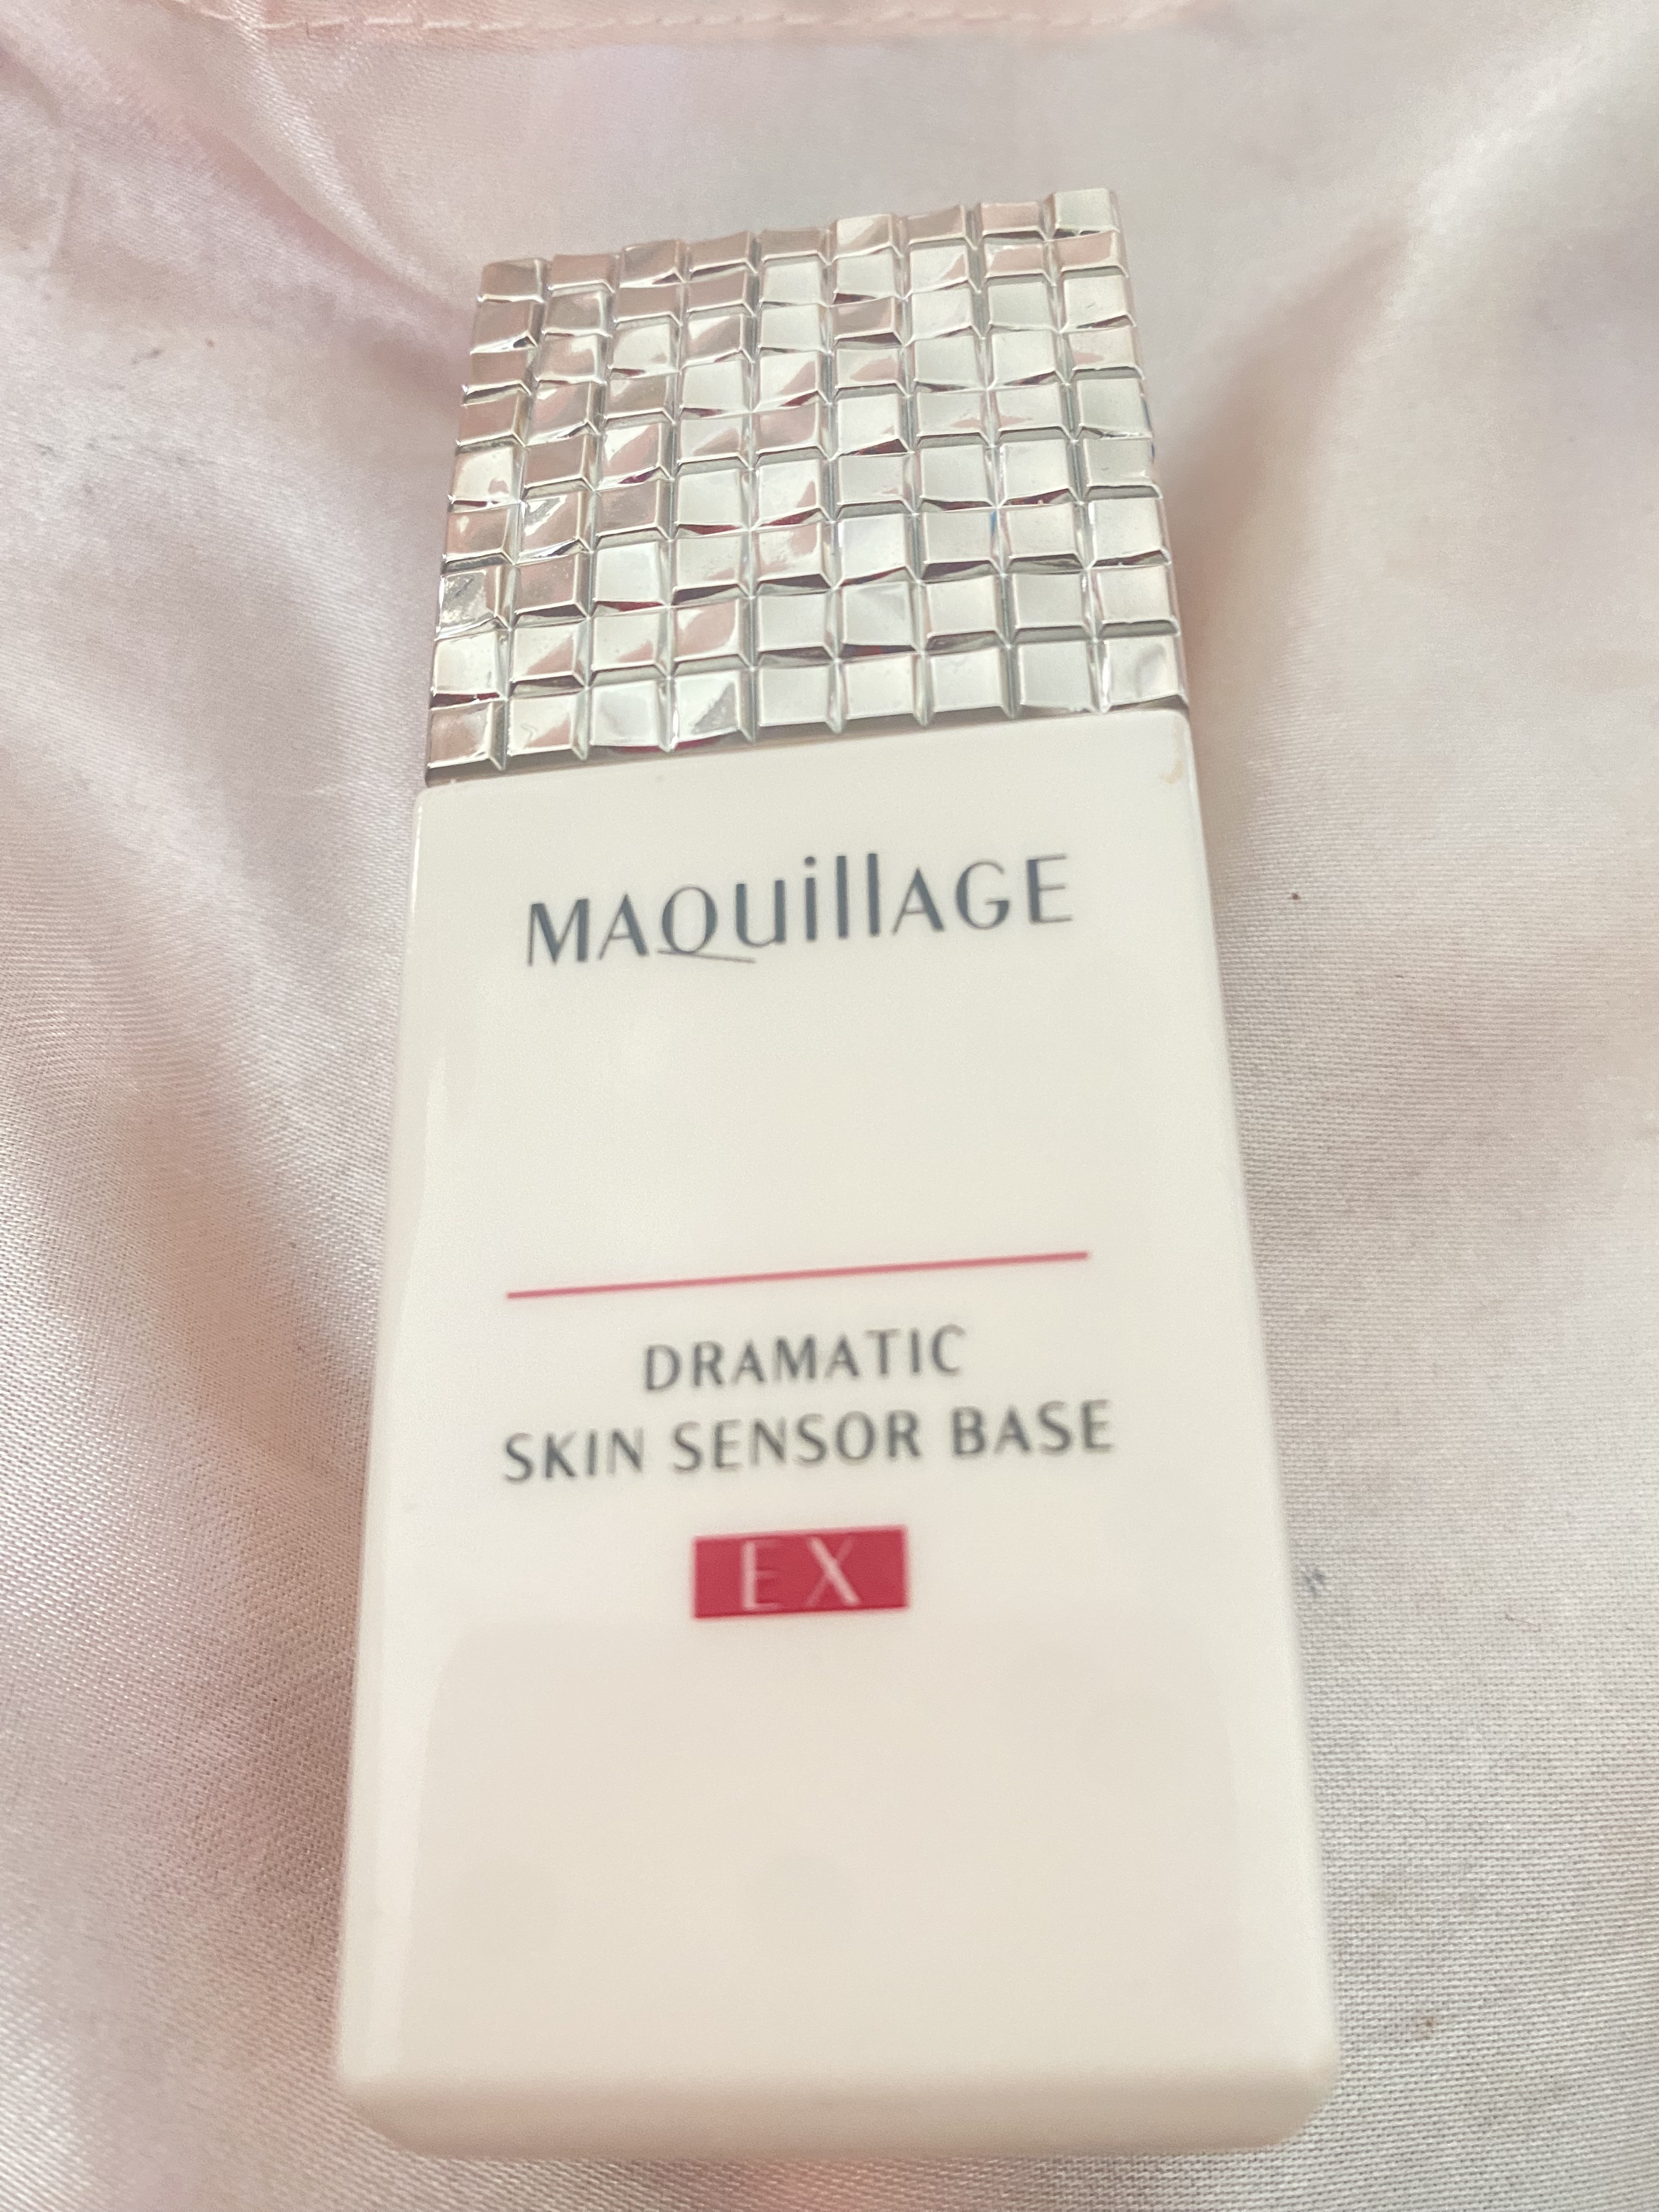 MAQuillAGE
DRAMATIC
SKIN SENSOR BASE
EX